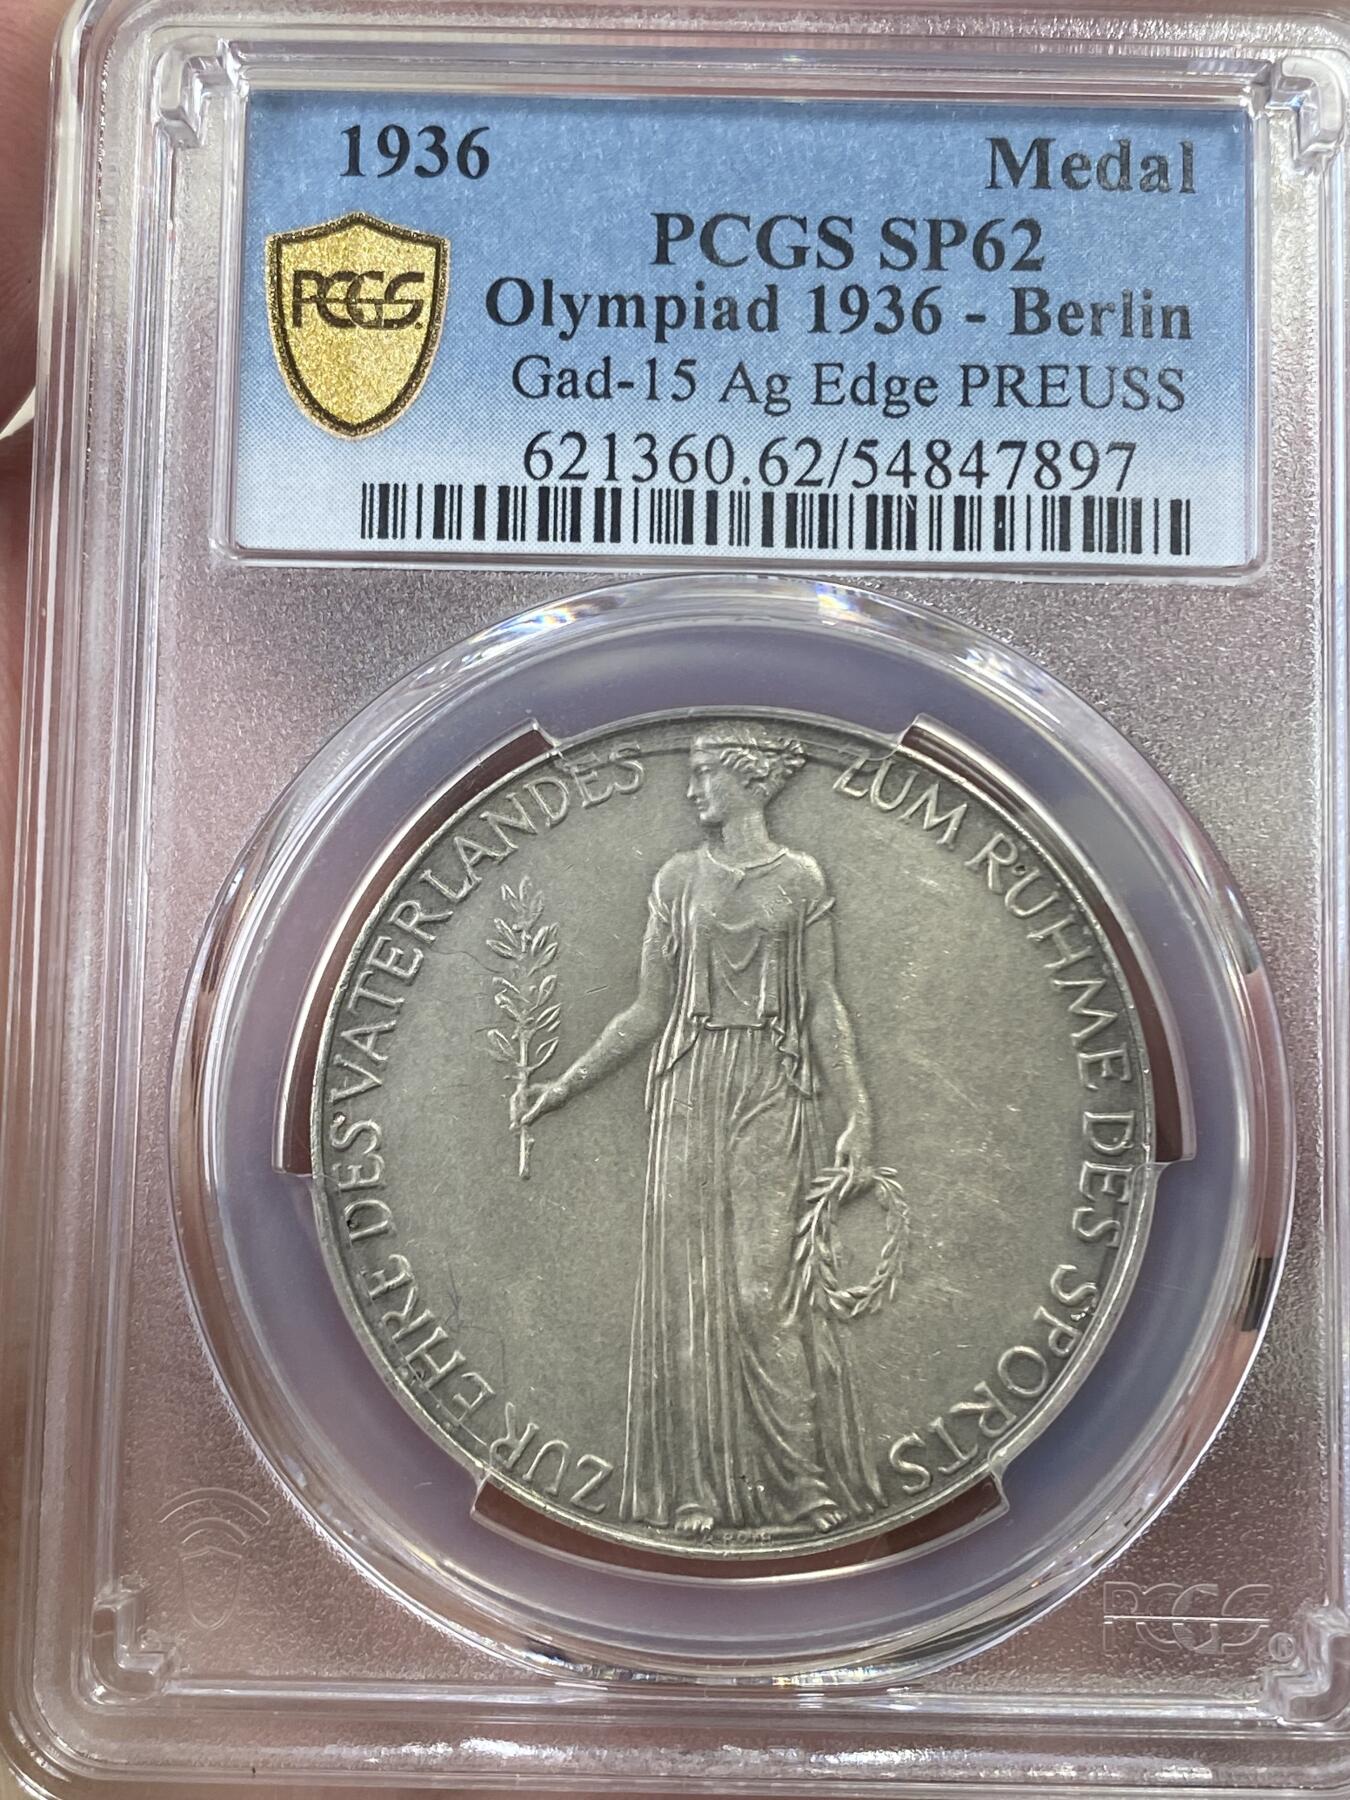 1936
Medal
PCGS
PCGS SP62
Olympiad 1936 - Berlin
Gad-15 Ag Edge PREUSS
621360.62/54847897
ZUR EHRE DES VATERLANDES
ZUM RUHME DES SPORTS
ROTH
PCGS